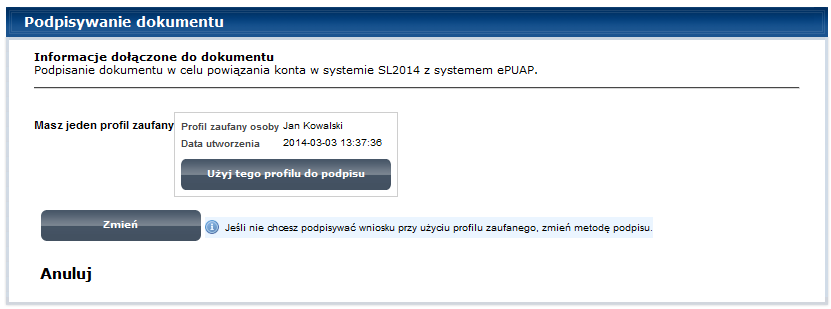 Podpisywanie dokumentu
Informacje dołączone do dokumentu
Podpisanie dokumentu w celu powiązania konta w systemie SL2014 z systemem ePUAP.
Masz jeden profil zaufany
Profil zaufany osoby Jan Kowalski
Data utworzenia 2014-03-03 13:37:36
Użyj tego profilu do podpisu
Zmień
Jeśli nie chcesz podpisywać wniosku przy użyciu profilu zaufanego, zmień metodę podpisu.
Anuluj